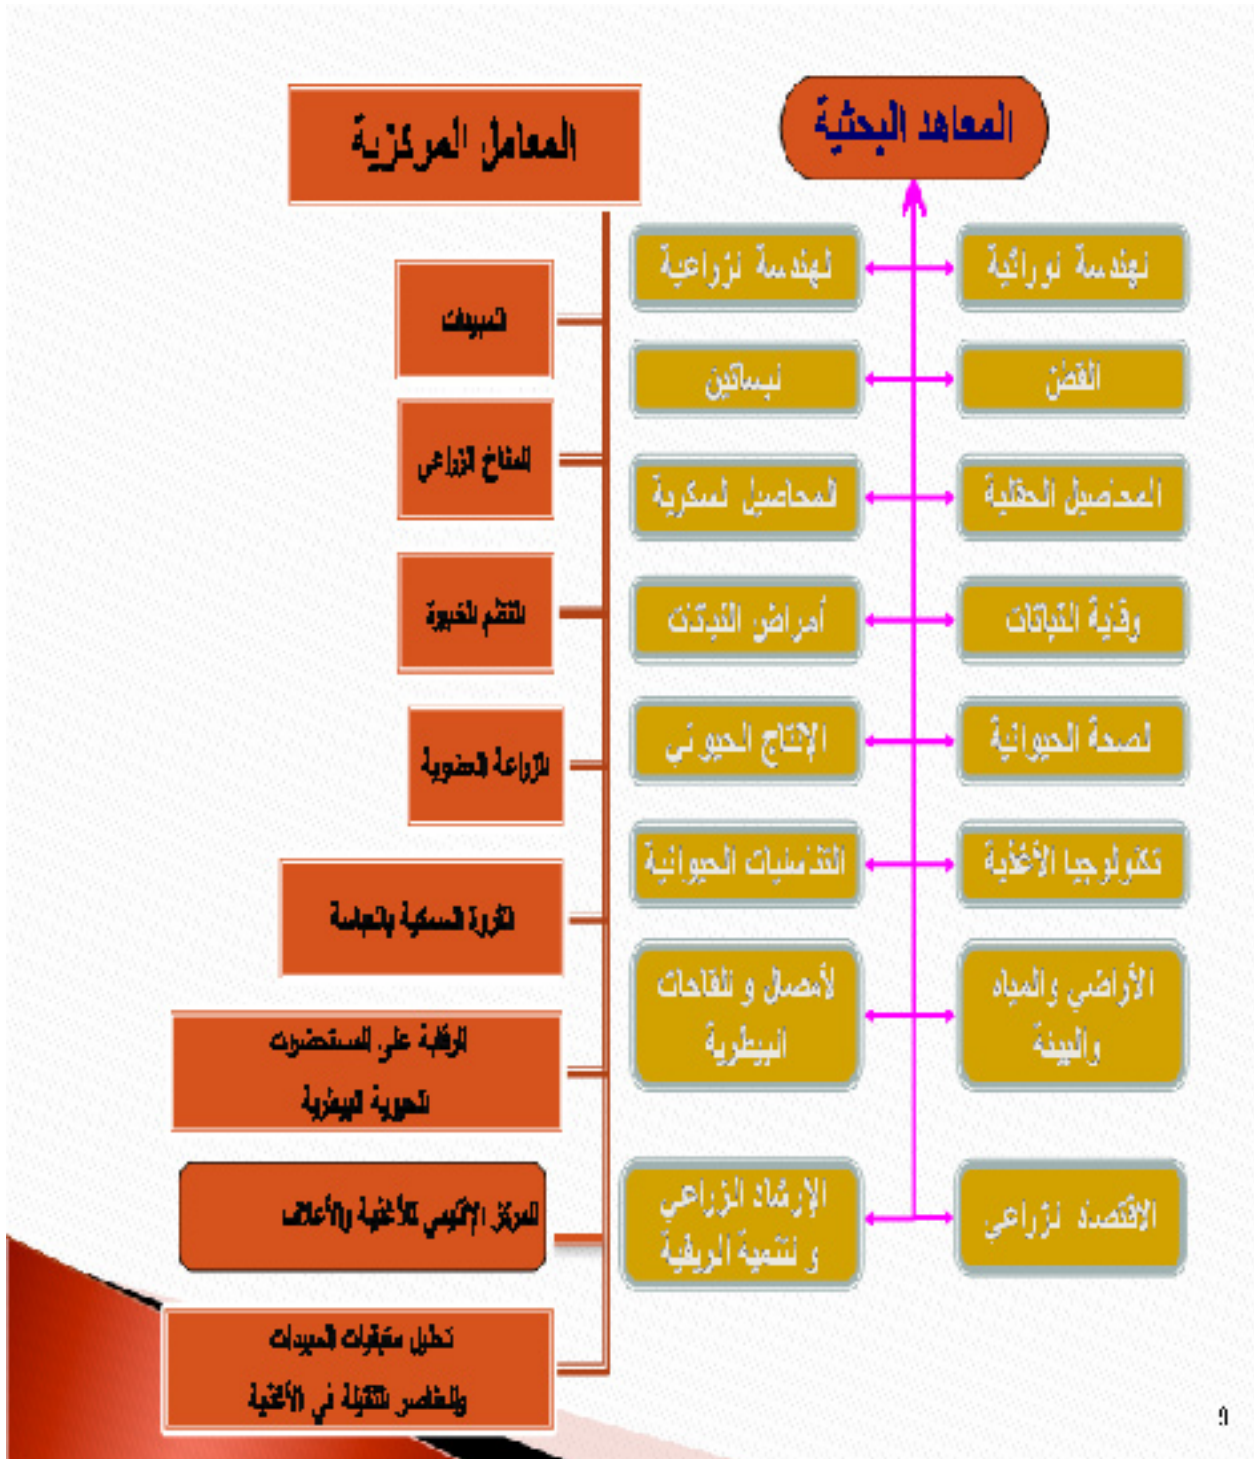 المعاهد البحثية
الهندسة الوراثية
الهندسة الزراعية
القطن
البساتين
المحاصيل الحقلية
المحاصيل السكرية
وقاية النباتات
أمراض النباتات
الصحة الحيوانية
الإنتاج الحيواني
تكنولوجيا الأغذية
التناسليات الحيوانية
الأراضي والمياه
والبيئة
الأمصال و اللقاحات
البيطرية
الاقتصاد الزراعي
الإرشاد الزراعي
و التنمية الريفية
المعامل المركزية
المبيدات
المناخ الزراعي
النظم الخبيرة
الزراعة العضوية
الثروة السمكية بالعباسة
الرقابة على المستحضرات
الحيوية البيطرية
المركز الإقليمي للأغذية والأعلاف
تحليل متبقيات المبيدات
والعناصر الثقيلة في الأغذية
9